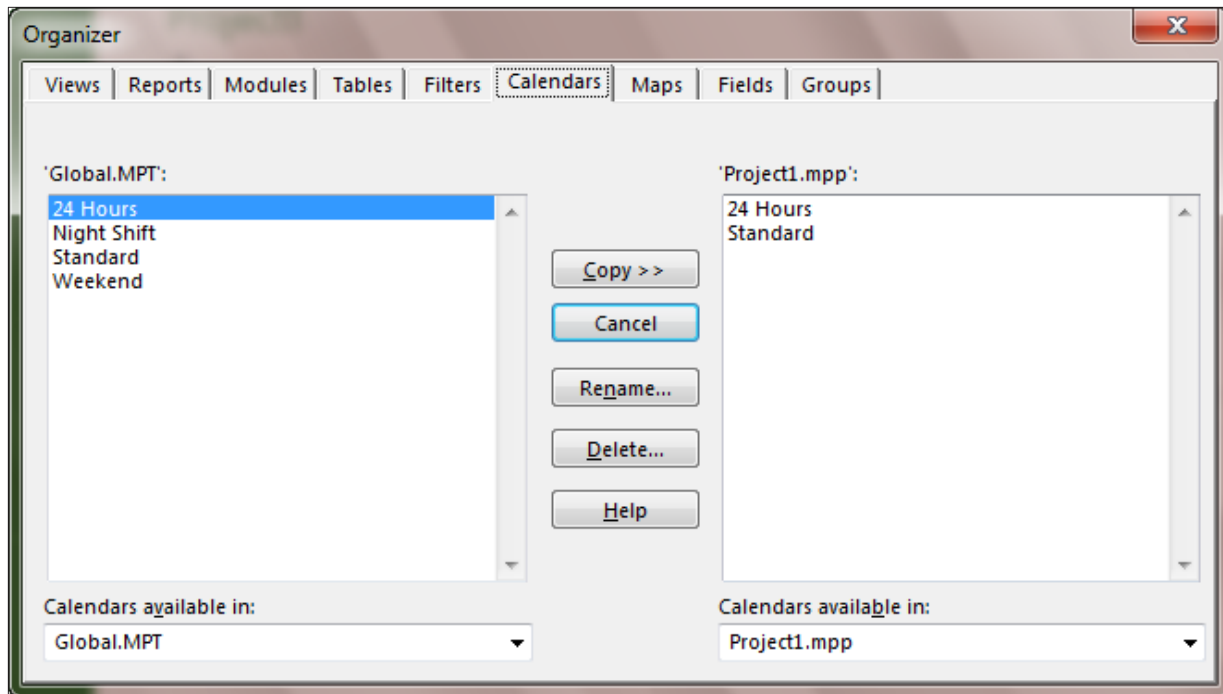 Organizer
Views Reports Modules Tables Filters Calendars Maps Fields Groups
'Global.MPT':
24 Hours
Night Shift
Standard
Weekend
Copy >>
Cancel
Rename...
Delete...
Help
'Project1.mpp':
24 Hours
Standard
Calendars available in:
Global.MPT
Calendars available in:
Project1.mpp